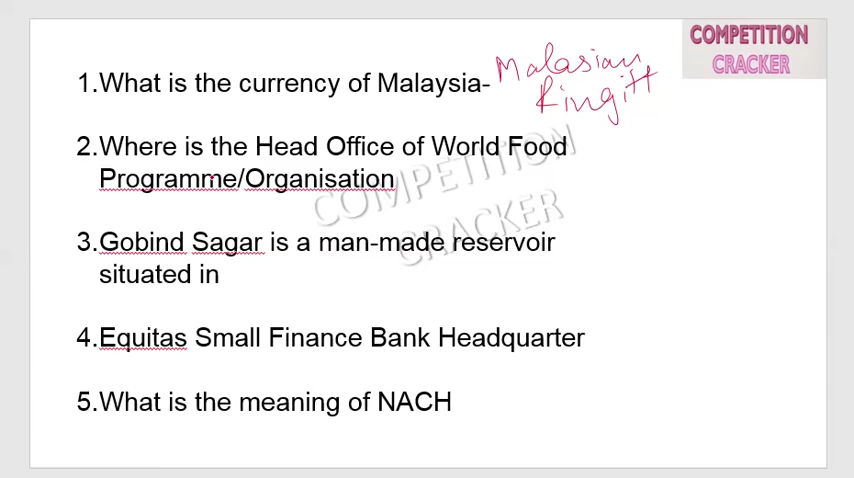 COMPETITION
CRACKER
1.What is the currency of Malaysia- Malasian
Ringitt
2.Where is the Head Office of World Food
Programme/Organisation
COMPETITION
CRACKER
3.Gobind Sagar is a man-made reservoir
situated in
4.Equitas Small Finance Bank Headquarter
5.What is the meaning of NACH